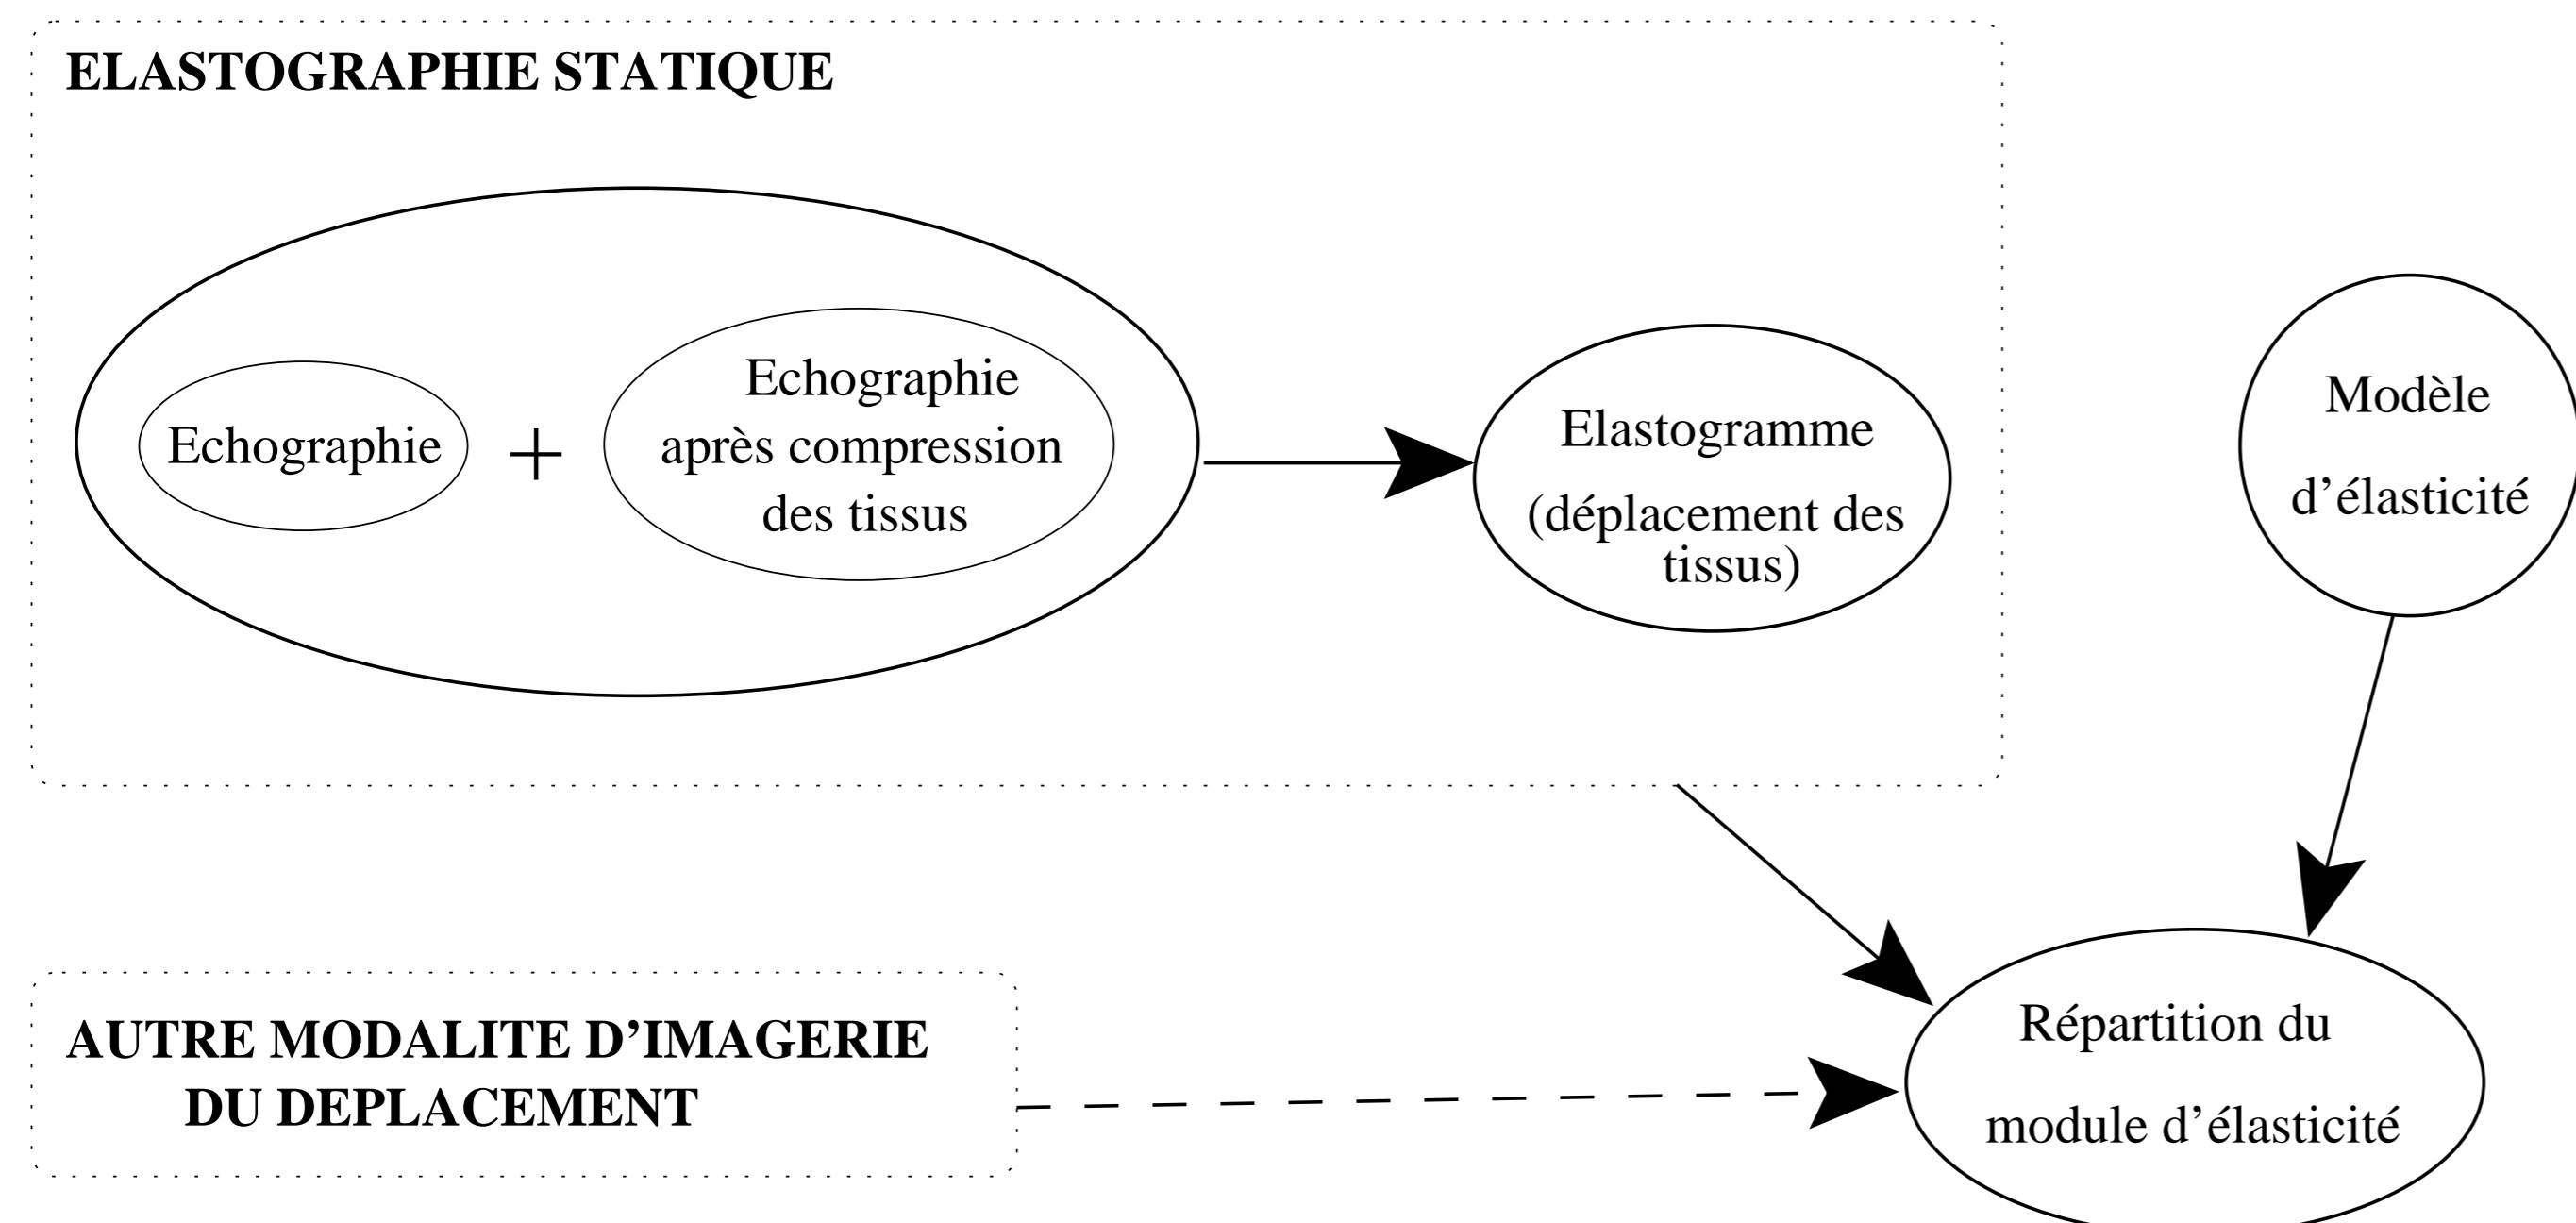 ELASTOGRAPHIE STATIQUE
Echographie
+
Echographie
après compression
des tissus
Elastogramme
(déplacement des
tissus)
Modèle
d’élasticité
AUTRE MODALITE D’IMAGERIE
DU DEPLACEMENT
Répartition du
module d’élasticité